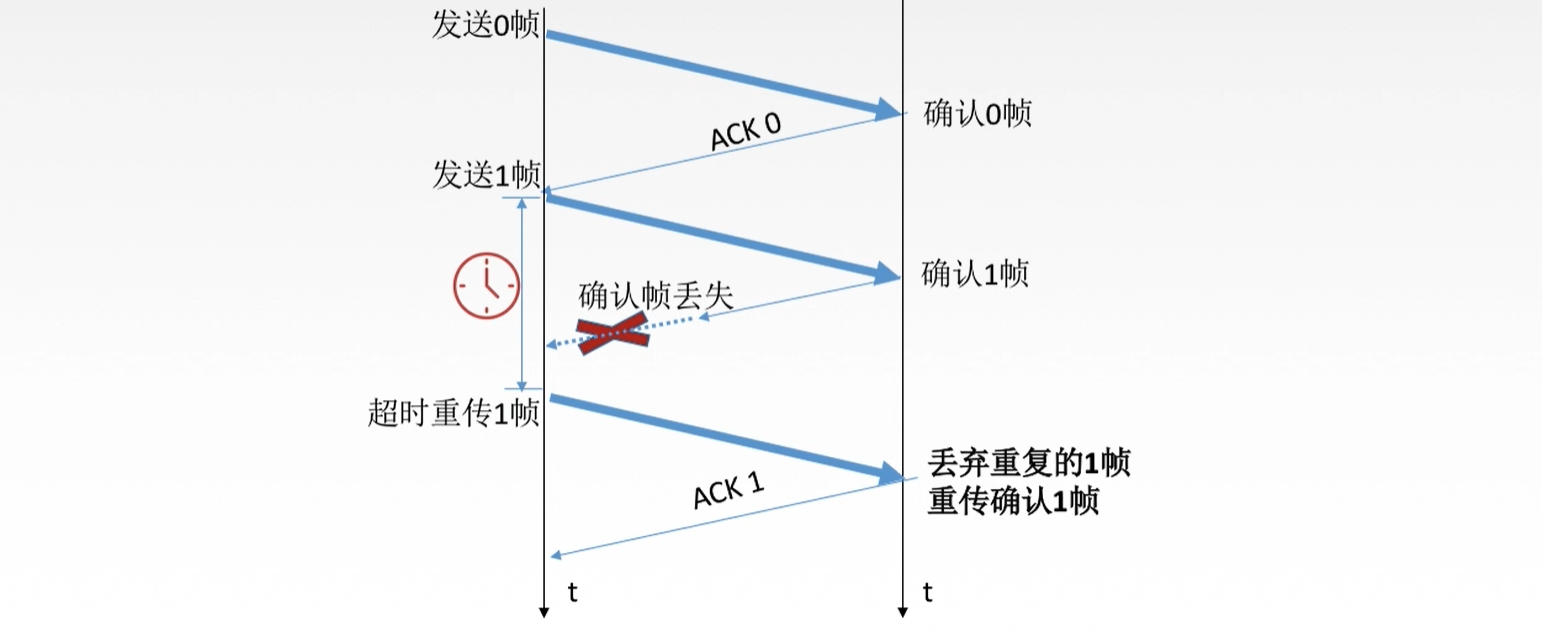 发送0帧
确认0帧
ACK 0
发送1帧
确认1帧
确认帧丢失
超时重传1帧
丢弃重复的1帧
重传确认1帧
ACK 1
t
t